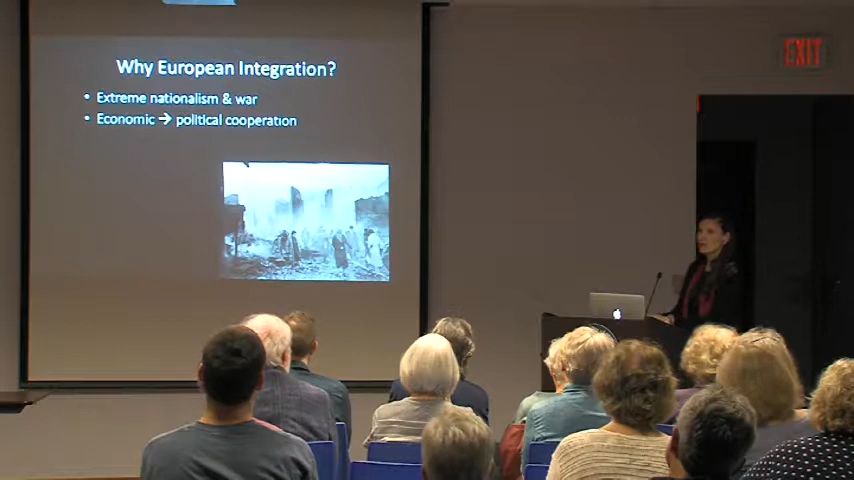 Why European Integration?
• Extreme nationalism & war
• Economic → political cooperation
EXIT